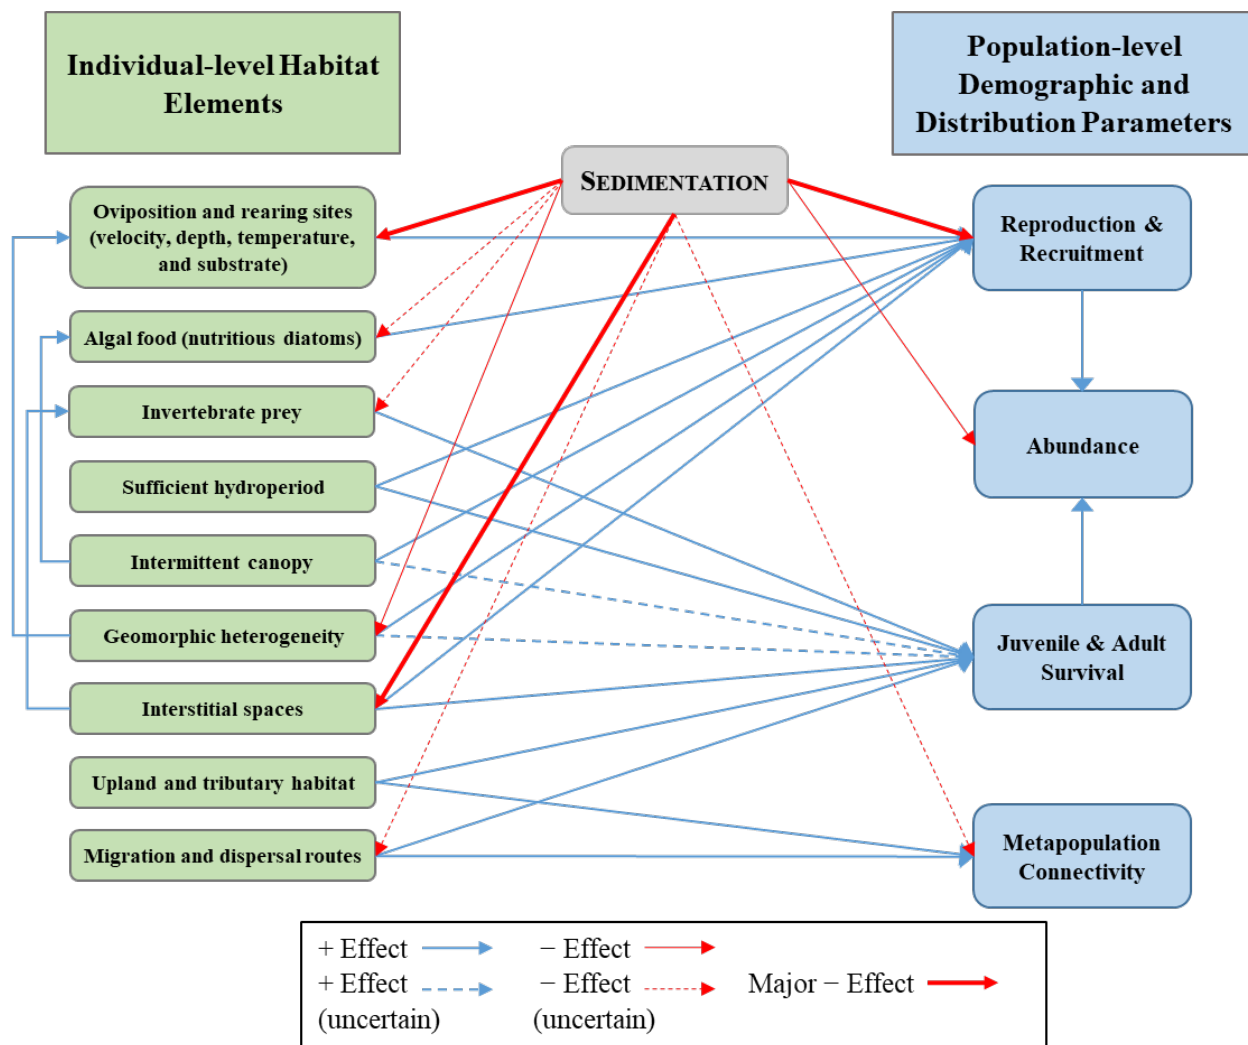 Individual-level Habitat
Elements
Population-level
Demographic and
Distribution Parameters
SEDIMENTATION
Oviposition and rearing sites
(velocity, depth, temperature,
and substrate)
Algal food (nutritious diatoms)
Invertebrate prey
Sufficient hydroperiod
Intermittent canopy
Geomorphic heterogeneity
Interstitial spaces
Upland and tributary habitat
Migration and dispersal routes
Reproduction &
Recruitment
Abundance
Juvenile & Adult
Survival
Metapopulation
Connectivity
+ Effect
+ Effect
(uncertain)
− Effect
− Effect
(uncertain)
Major − Effect